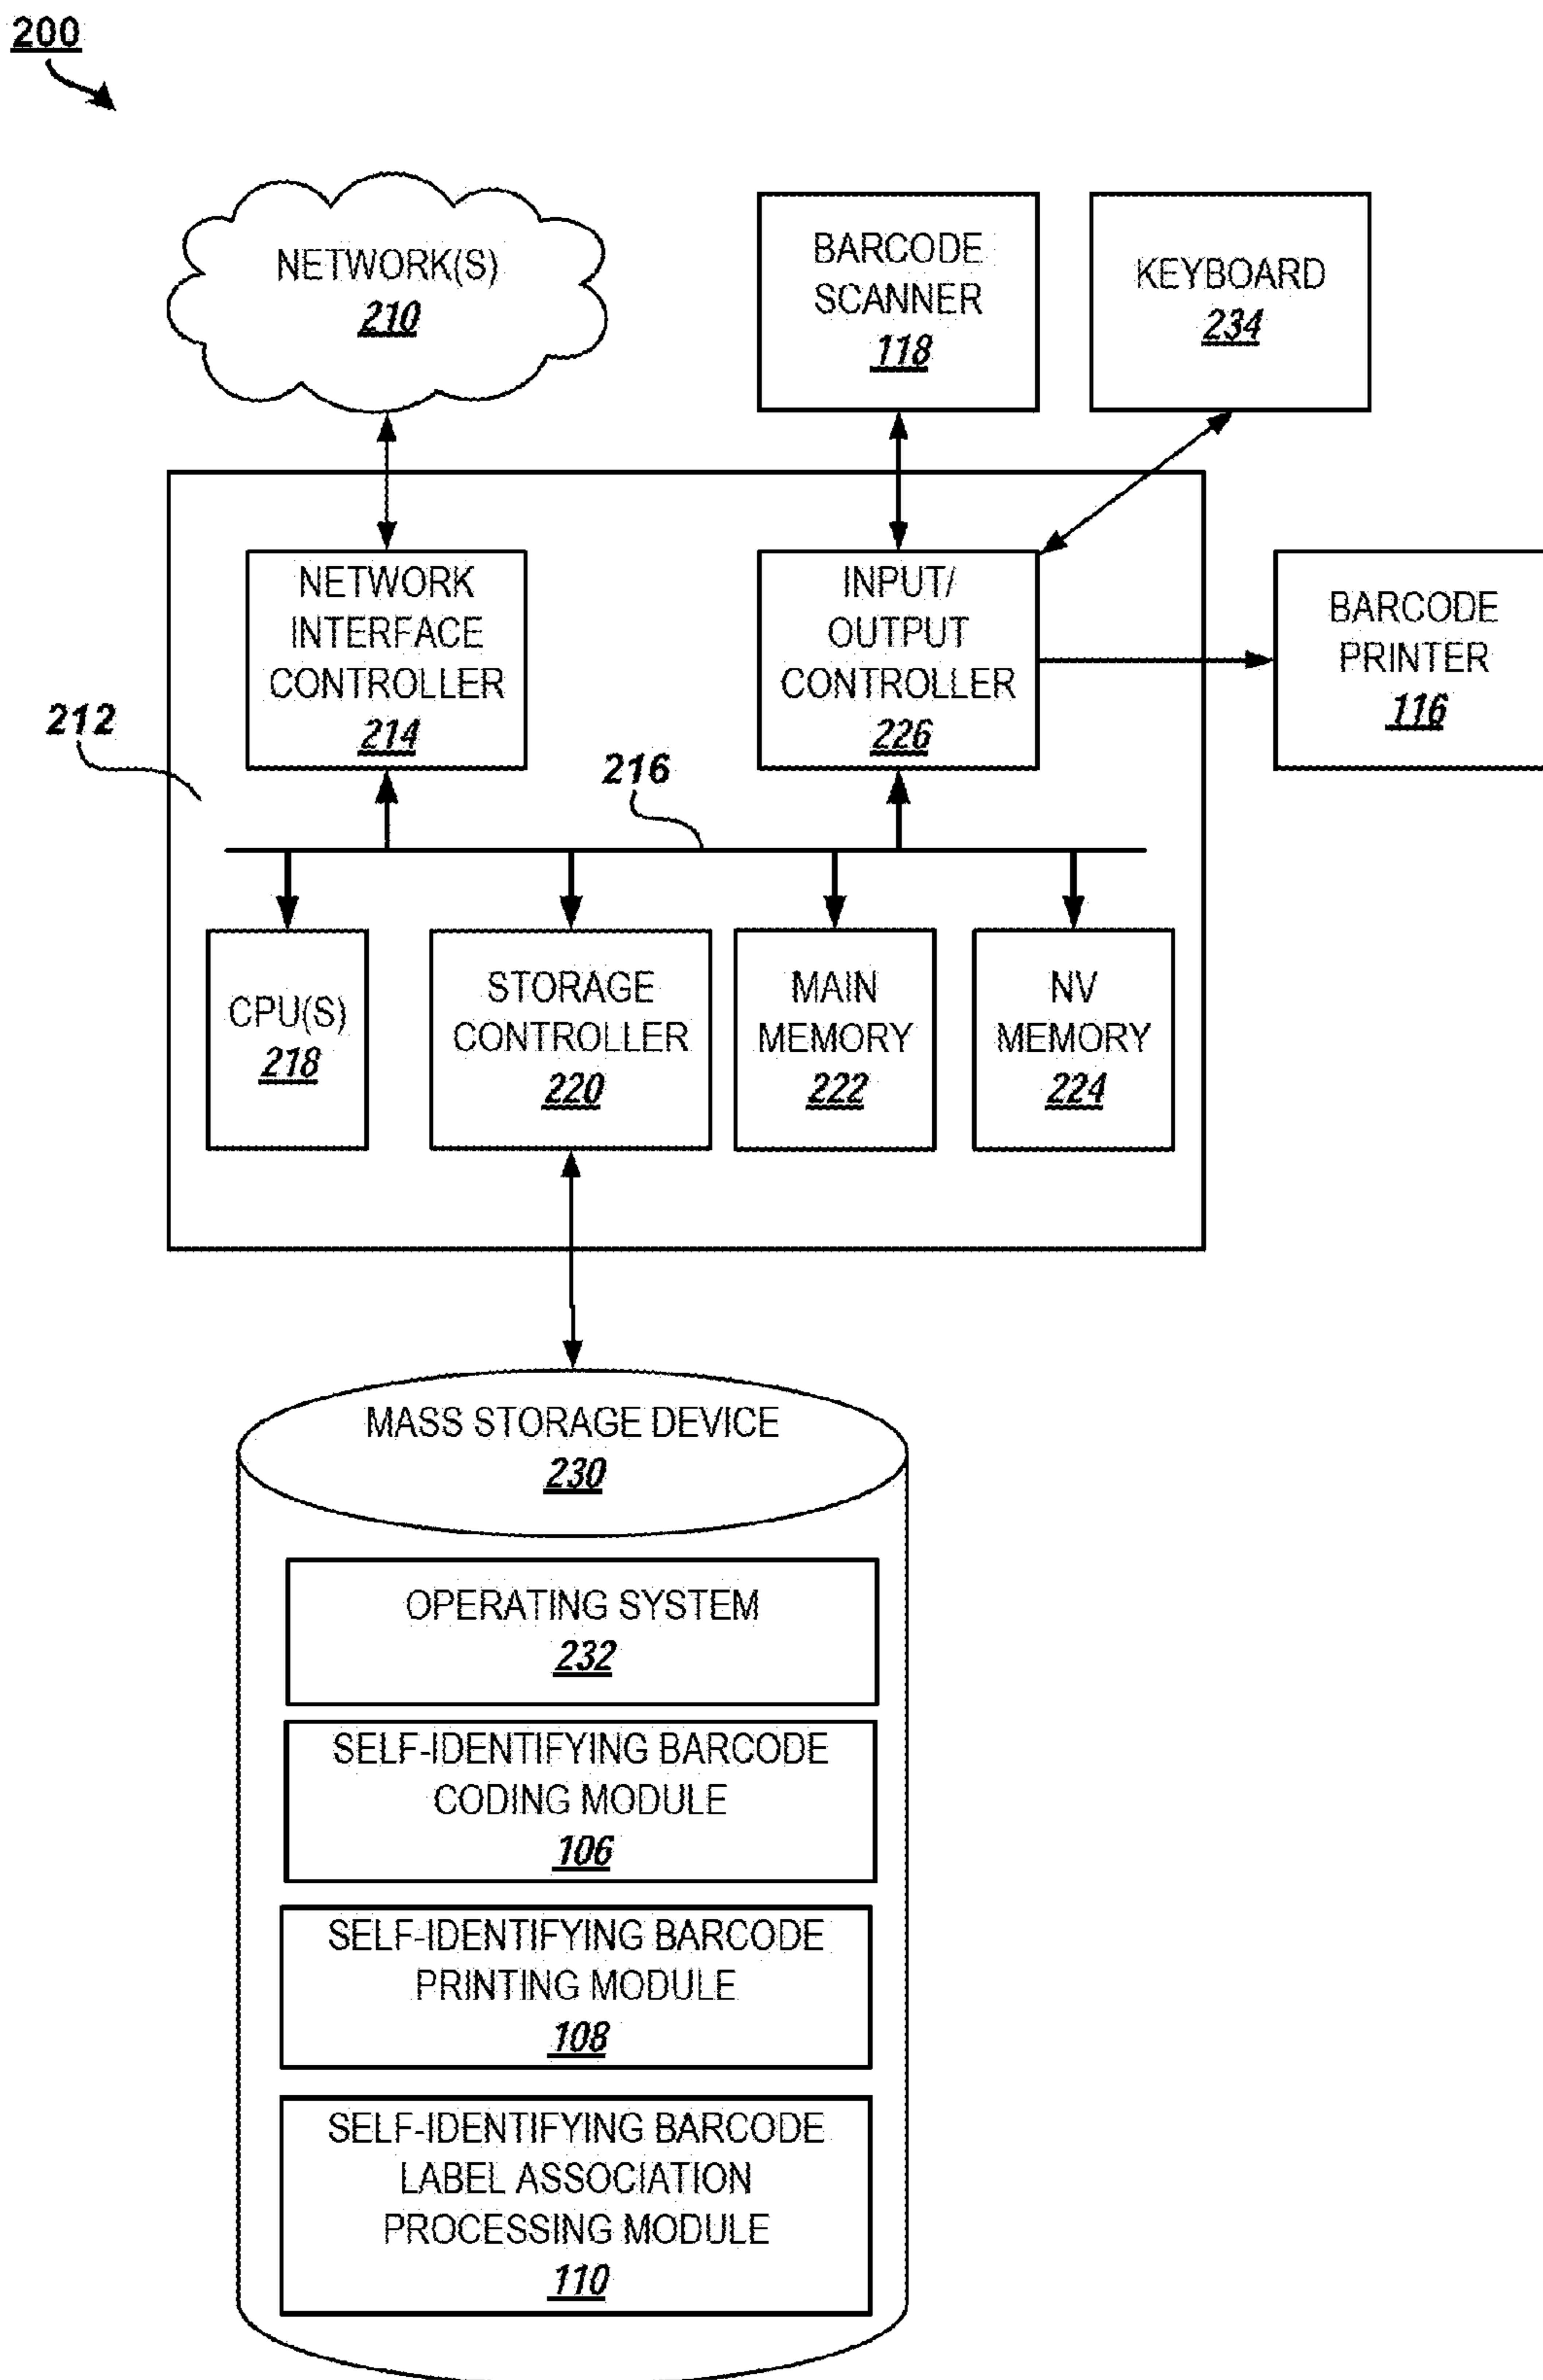 200
NETWORK(S)
210
BARCODE
SCANNER
118
KEYBOARD
234
NETWORK
INTERFACE
CONTROLLER
214
INPUT/
OUTPUT
CONTROLLER
226
BARCODE
PRINTER
116
212
216
CPU(S)
218
STORAGE
CONTROLLER
220
MAIN
MEMORY
222
NV
MEMORY
224
MASS STORAGE DEVICE
230
OPERATING SYSTEM
232
SELF-IDENTIFYING BARCODE
CODING MODULE
106
SELF-IDENTIFYING BARCODE
PRINTING MODULE
108
SELF-IDENTIFYING BARCODE
LABEL ASSOCIATION
PROCESSING MODULE
110